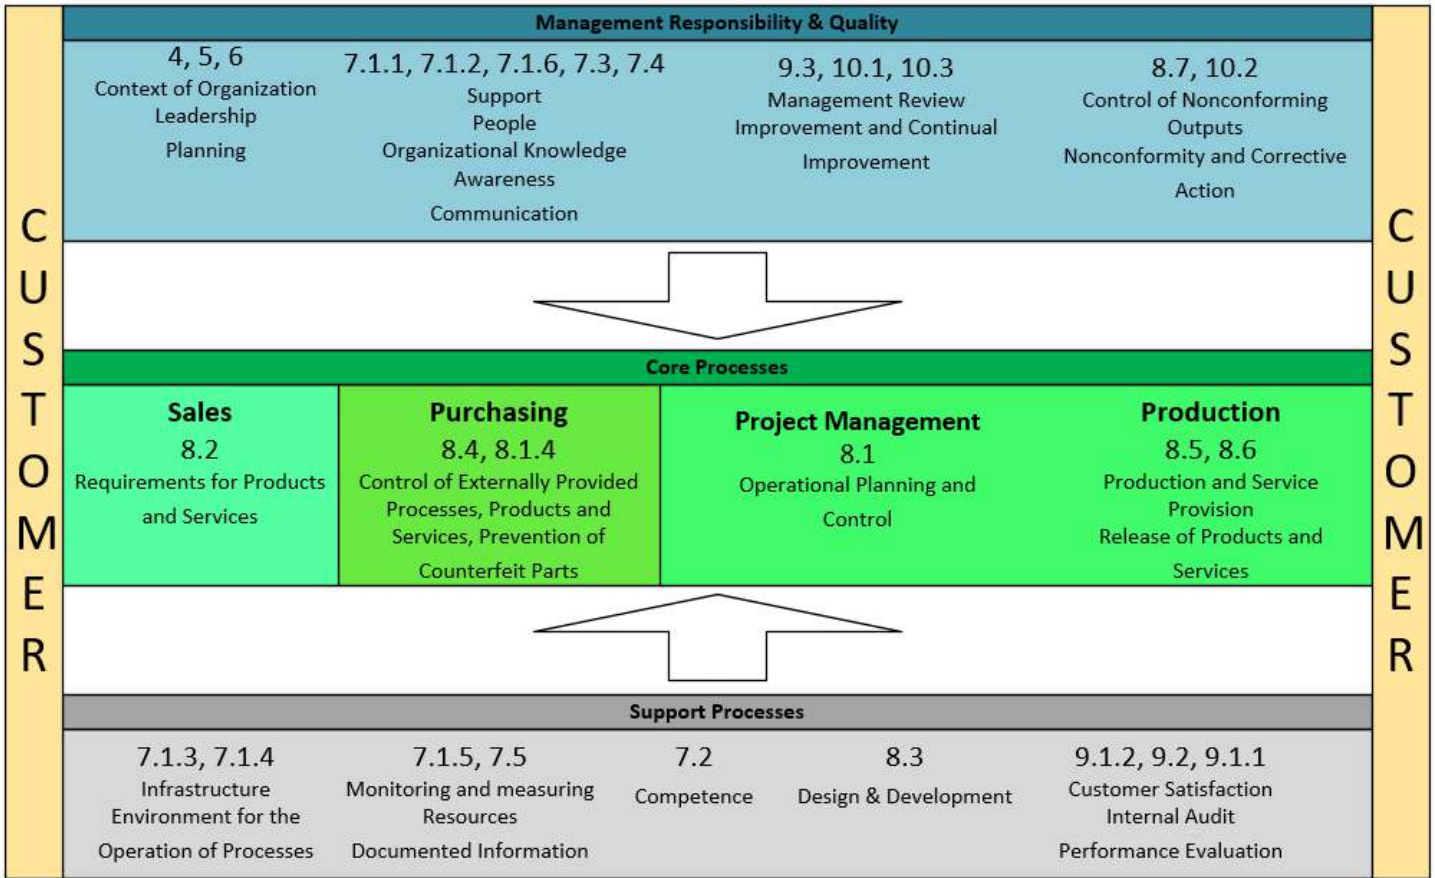 Management Responsibility & Quality
4, 5, 6
Context of Organization
Leadership
Planning
7.1.1, 7.1.2, 7.1.6, 7.3, 7.4
Support
People
Organizational Knowledge
Awareness
Communication
9.3, 10.1, 10.3
Management Review
Improvement and Continual
Improvement
8.7, 10.2
Control of Nonconforming
Outputs
Nonconformity and Corrective
Action
CUSTOMER
CUSTOMER
Core Processes
Sales
8.2
Requirements for Products
and Services
Purchasing
8.4, 8.1.4
Control of Externally Provided
Processes, Products and
Services, Prevention of
Counterfeit Parts
Project Management
8.1
Operational Planning and
Control
Production
8.5, 8.6
Production and Service
Provision
Release of Products and
Services
Support Processes
7.1.3, 7.1.4
Infrastructure
Environment for the
Operation of Processes
7.1.5, 7.5
Monitoring and measuring
Resources
Documented Information
7.2
Competence
8.3
Design & Development
9.1.2, 9.2, 9.1.1
Customer Satisfaction
Internal Audit
Performance Evaluation